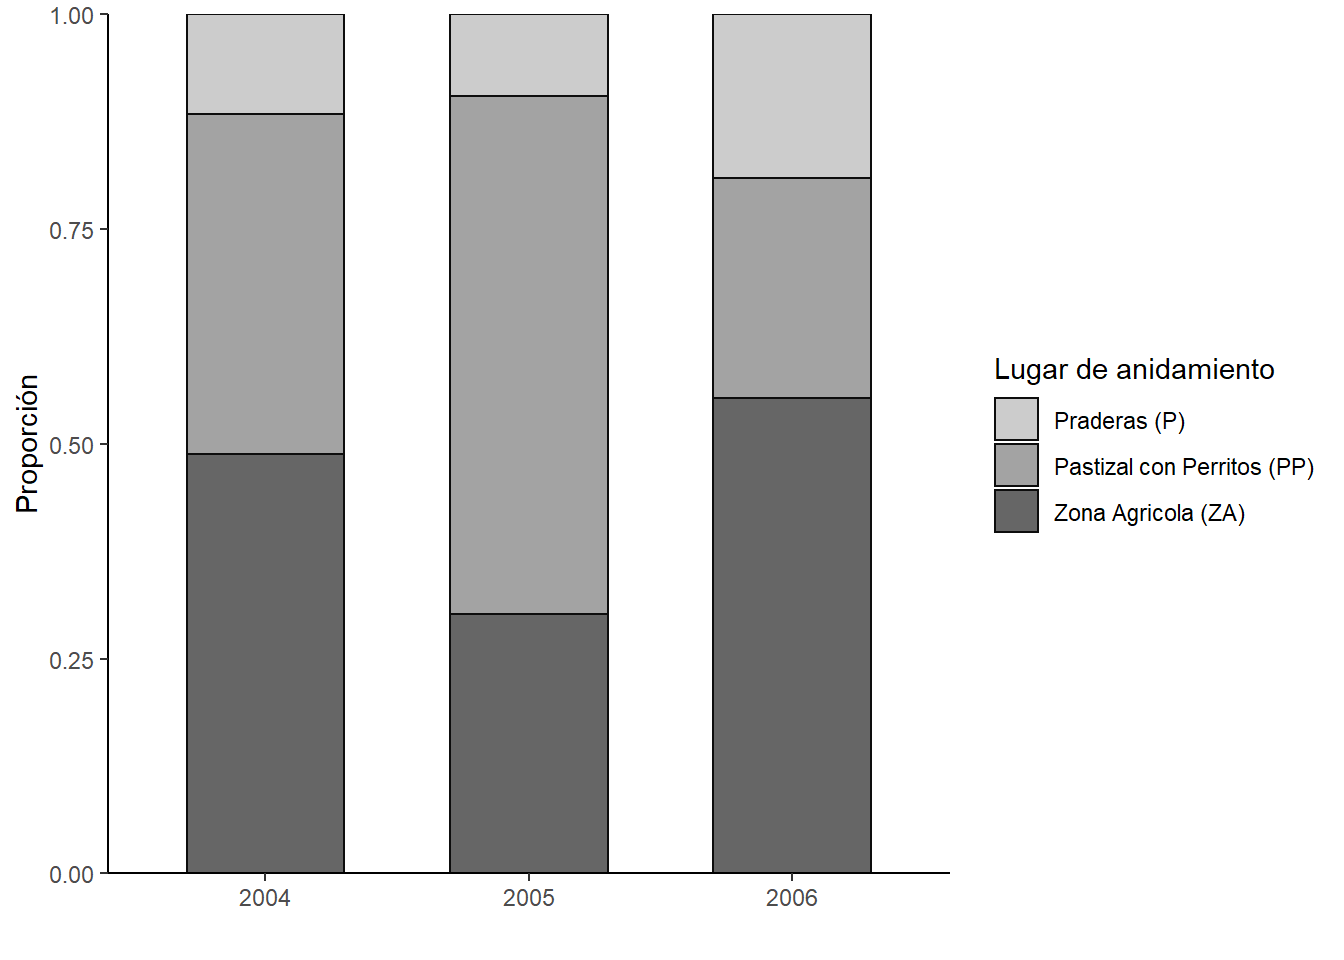 1.00
0.75
0.50
0.25
0.00
Proporción
2004
2005
2006
Lugar de anidamiento
Praderas (P)
Pastizal con Perritos (PP)
Zona Agricola (ZA)